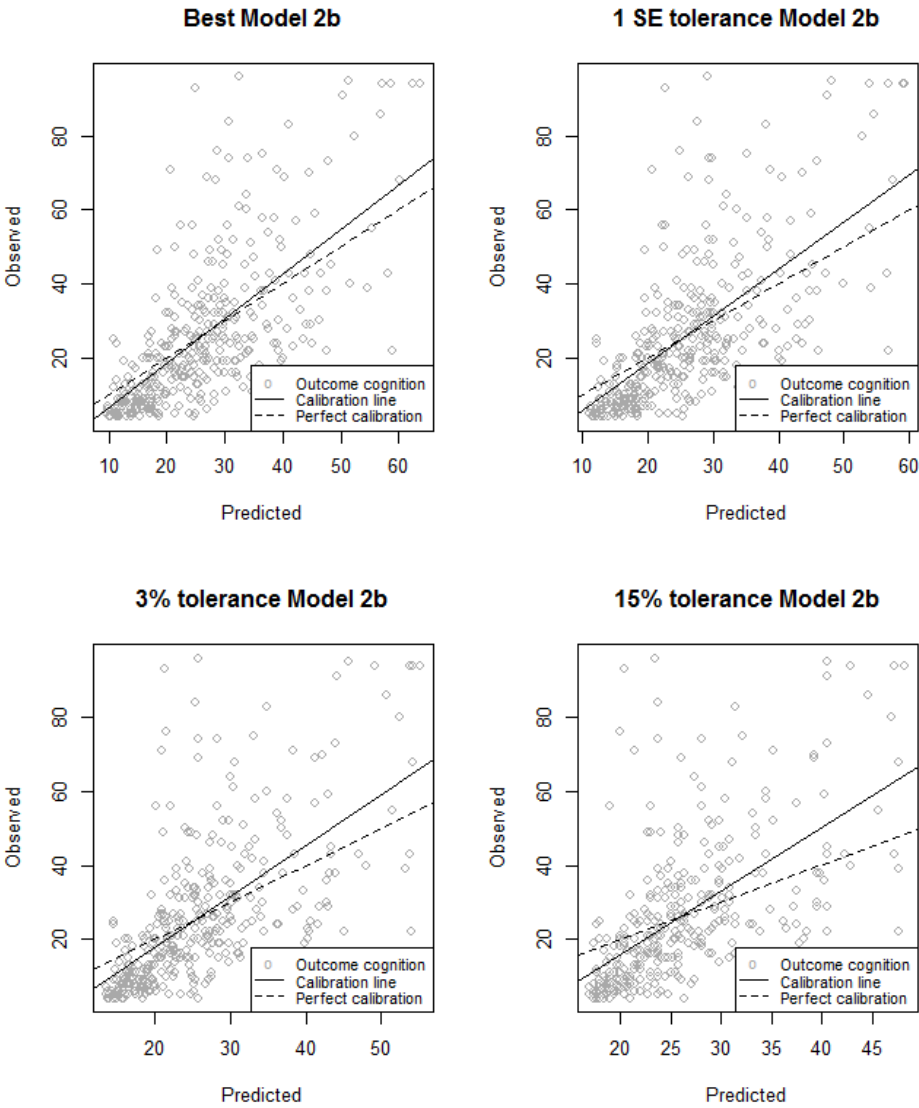 Best Model 2b
Observed
80
60
40
20
Outcome cognition
Calibration line
Perfect calibration
10 20 30 40 50 60
Predicted
1 SE tolerance Model 2b
Observed
80
60
40
20
Outcome cognition
Calibration line
Perfect calibration
10 20 30 40 50 60
Predicted
3% tolerance Model 2b
Observed
80
60
40
20
Outcome cognition
Calibration line
Perfect calibration
20 30 40 50
Predicted
15% tolerance Model 2b
Observed
80
60
40
20
Outcome cognition
Calibration line
Perfect calibration
20 25 30 35 40 45
Predicted